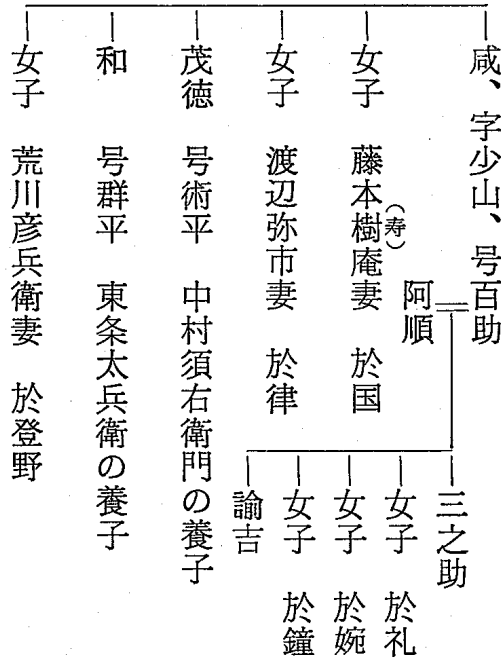 咸、字少山、号百助
阿順
三之助
女子 於礼
女子 於婉
女子 於鐘
諭吉
女子 藤本樹庵妻 於国
(寿)
女子 渡辺弥市妻 於律
茂徳 号術平 中村須右衛門の養子
和 号群平 東条太兵衛の養子
女子 荒川彦兵衛妻 於登野